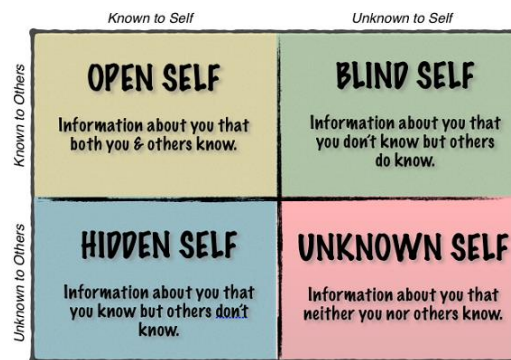 Known to Self
Unknown to Self
Known to Others
OPEN SELF
Information about you that
both you & others know.
BLIND SELF
Information about you that
you don't know but others
do know.
Unknown to Others
HIDDEN SELF
Information about you that
you know but others don't
know.
UNKNOWN SELF
Information about you that
neither you nor others know.